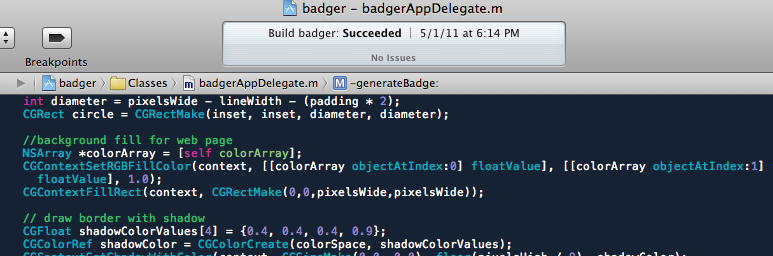 badger – badgerAppDelegate.m
Build badger: Succeeded | 5/1/11 at 6:14 PM
No Issues
Breakpoints
badger > Classes > badgerAppDelegate.m > M -generateBadge:
int diameter = pixelsWide - lineWidth - (padding * 2);
CGRect circle = CGRectMake(inset, inset, diameter, diameter);
//background fill for web page
NSArray *colorArray = [self colorArray];
CGContextSetRGBFillColor(context, [[colorArray objectAtIndex:0] floatValue], [[colorArray objectAtIndex:1]
floatValue], 1.0);
CGContextFillRect(context, CGRectMake(0,0,pixelsWide,pixelsWide));
// draw border with shadow
CGFloat shadowColorValues[4] = {0.4, 0.4, 0.4, 0.9};
CGColorRef shadowColor = CGColorCreate(colorSpace, shadowColorValues);